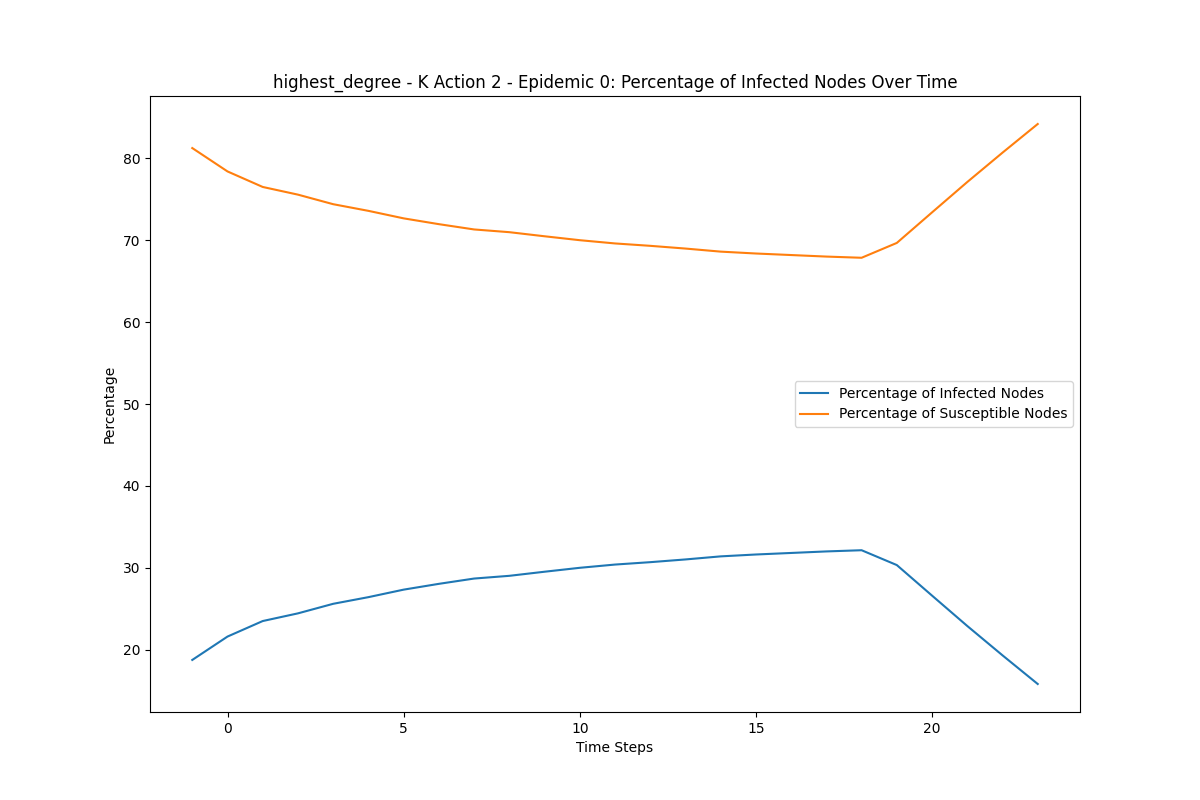 highest_degree - K Action 2 - Epidemic 0: Percentage of Infected Nodes Over Time
80
70
60
50
40
30
20
Percentage
Percentage of Infected Nodes
Percentage of Susceptible Nodes
0 5 10 15 20
Time Steps